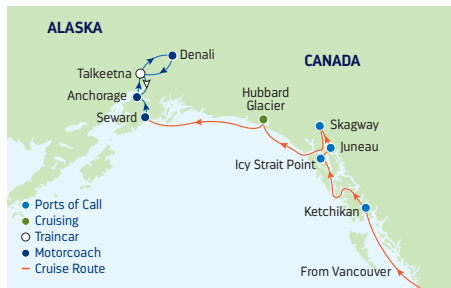 ALASKA
Denali
CANADA
Talkeetna
Anchorage
Hubbard
Glacier
Seward
Skagway
Juneau
Icy Strait Point
Ketchikan
Ports of Call
Cruising
Traincar
Motorcoach
Cruise Route
From Vancouver